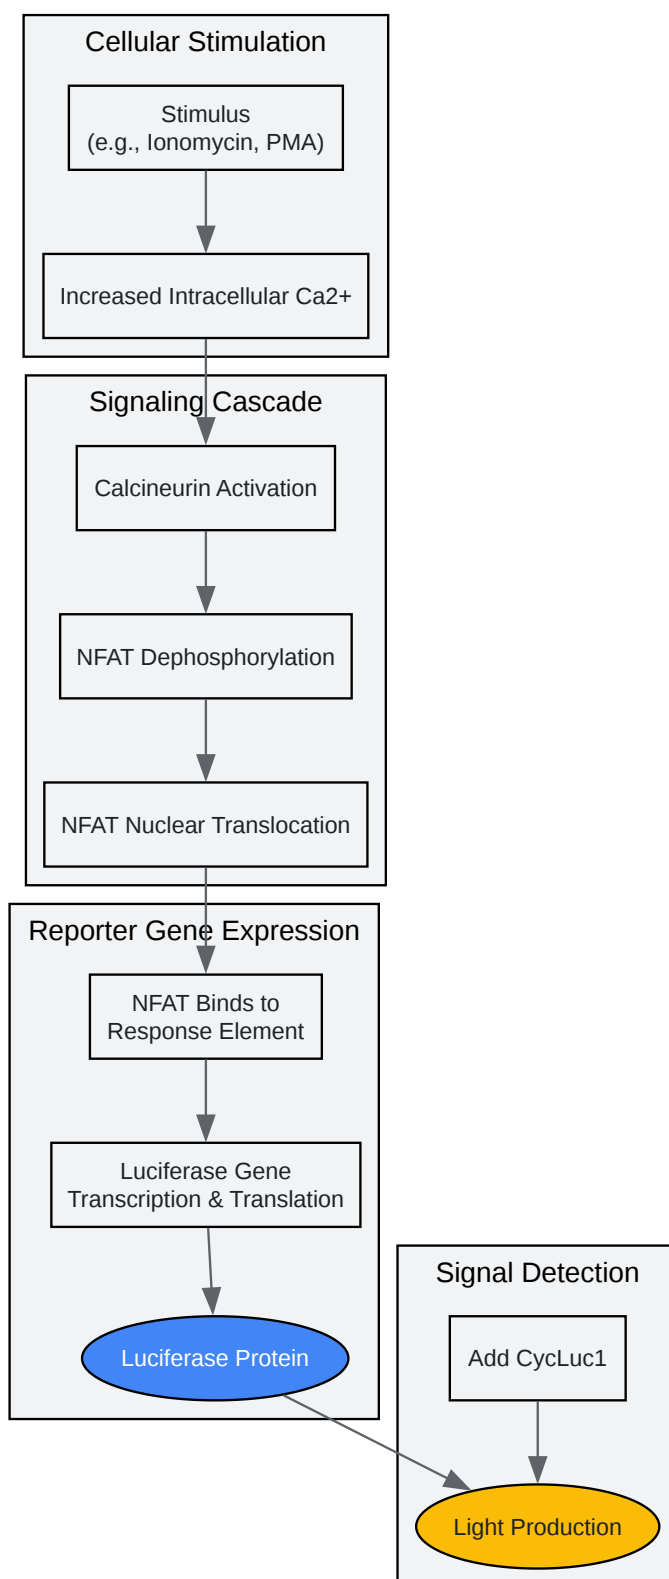 Cellular Stimulation
Stimulus
(e.g., Ionomycin, PMA)
Increased Intracellular Ca2+
Signaling Cascade
Calcineurin Activation
NFAT Dephosphorylation
NFAT Nuclear Translocation
Reporter Gene Expression
NFAT Binds to
Response Element
Luciferase Gene
Transcription & Translation
Luciferase Protein
Signal Detection
Add CycLuc1
Light Production